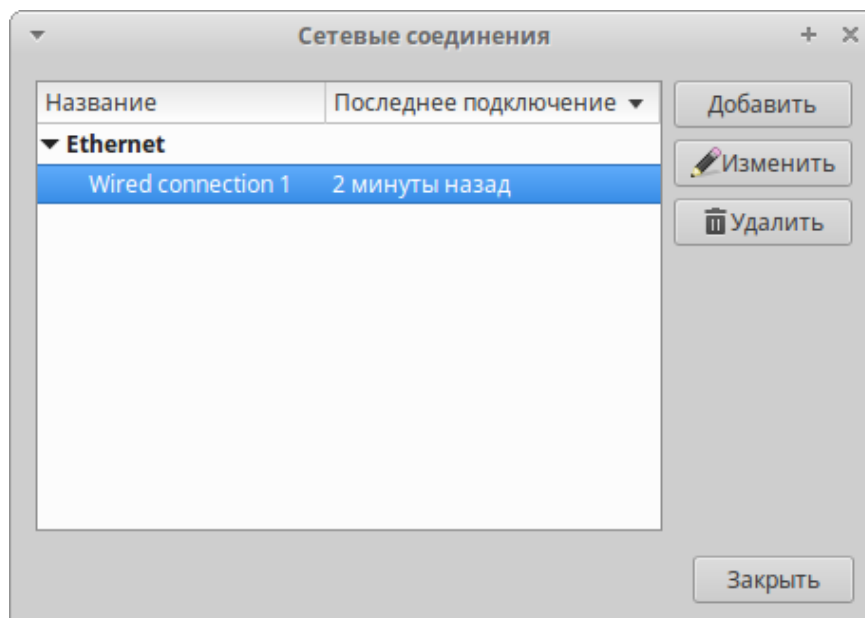 Сетевые соединения
Название Последнее подключение
Ethernet
Wired connection 1 2 минуты назад
Добавить
Изменить
Удалить
Закрыть